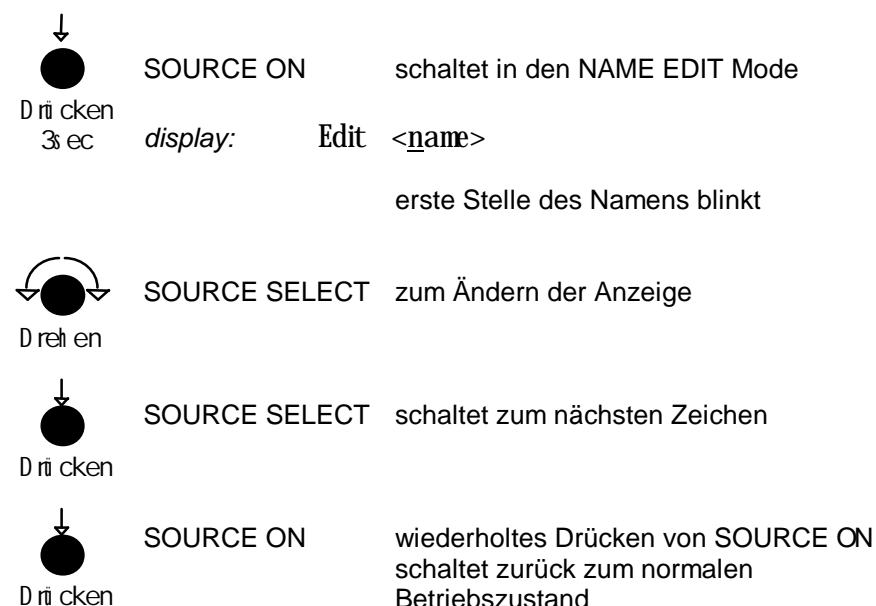 SOURCE ON schaltet in den NAME EDIT Mode
Drücken
3sec display: Edit <name>
erste Stelle des Namens blinkt
SOURCE SELECT zum Ändern der Anzeige
Drehen
SOURCE SELECT schaltet zum nächsten Zeichen
Drücken
SOURCE ON wiederholtes Drücken von SOURCE ON
schaltet zurück zum normalen
Drücken Betriebszustand